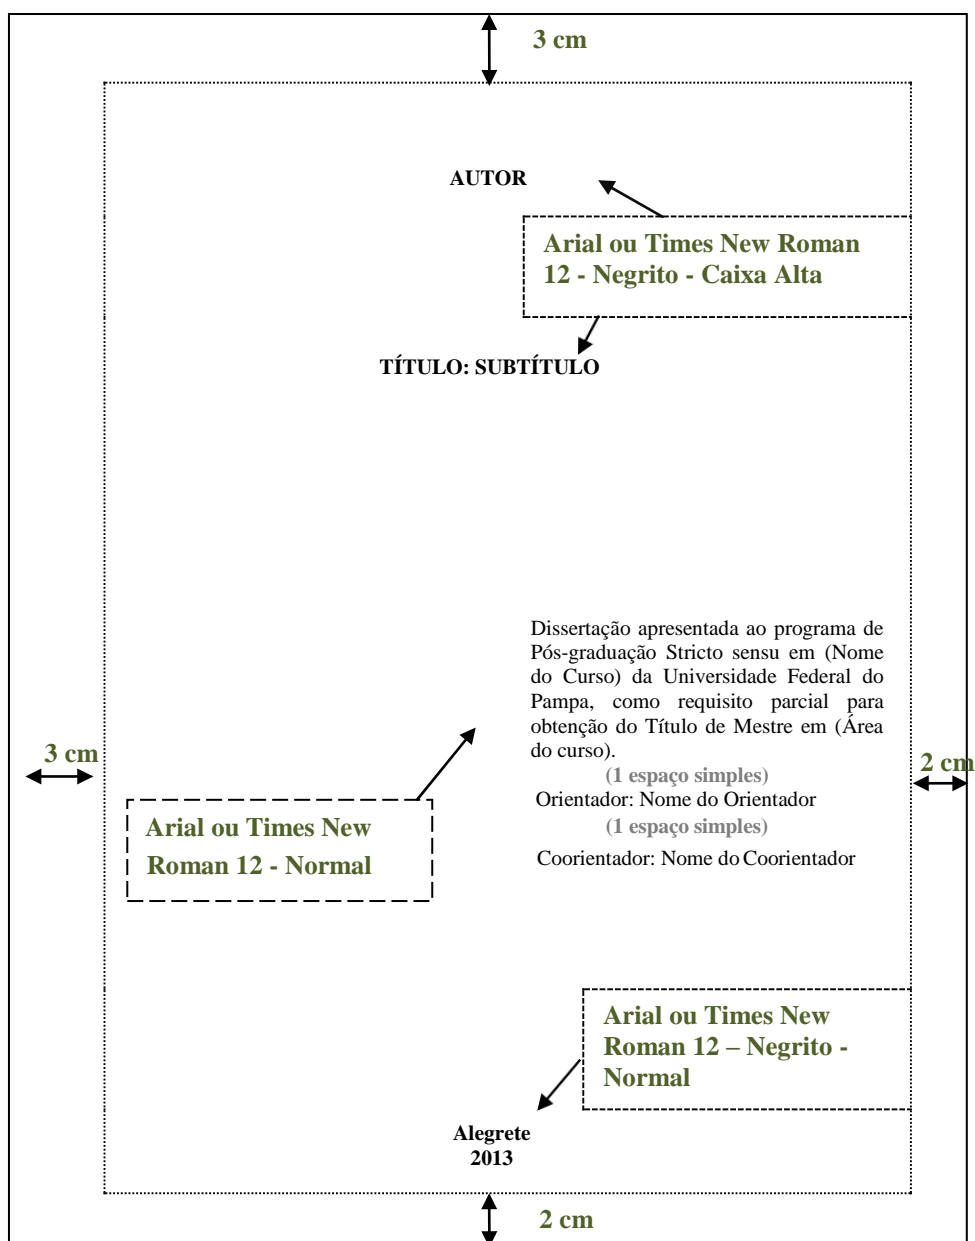 3 cm
AUTOR
Arial ou Times New Roman
12 - Negrito - Caixa Alta
TÍTULO: SUBTÍTULO
Dissertação apresentada ao programa de
Pós-graduação Stricto sensu em (Nome
do Curso) da Universidade Federal do
Pampa, como requisito parcial para
obtenção do Título de Mestre em (Área
do curso).
3 cm
2 cm
(1 espaço simples)
Orientador: Nome do Orientador
(1 espaço simples)
Coorientador: Nome do Coorientador
Arial ou Times New
Roman 12 - Normal
Arial ou Times New
Roman 12 – Negrito -
Normal
Alegrete
2013
2 cm